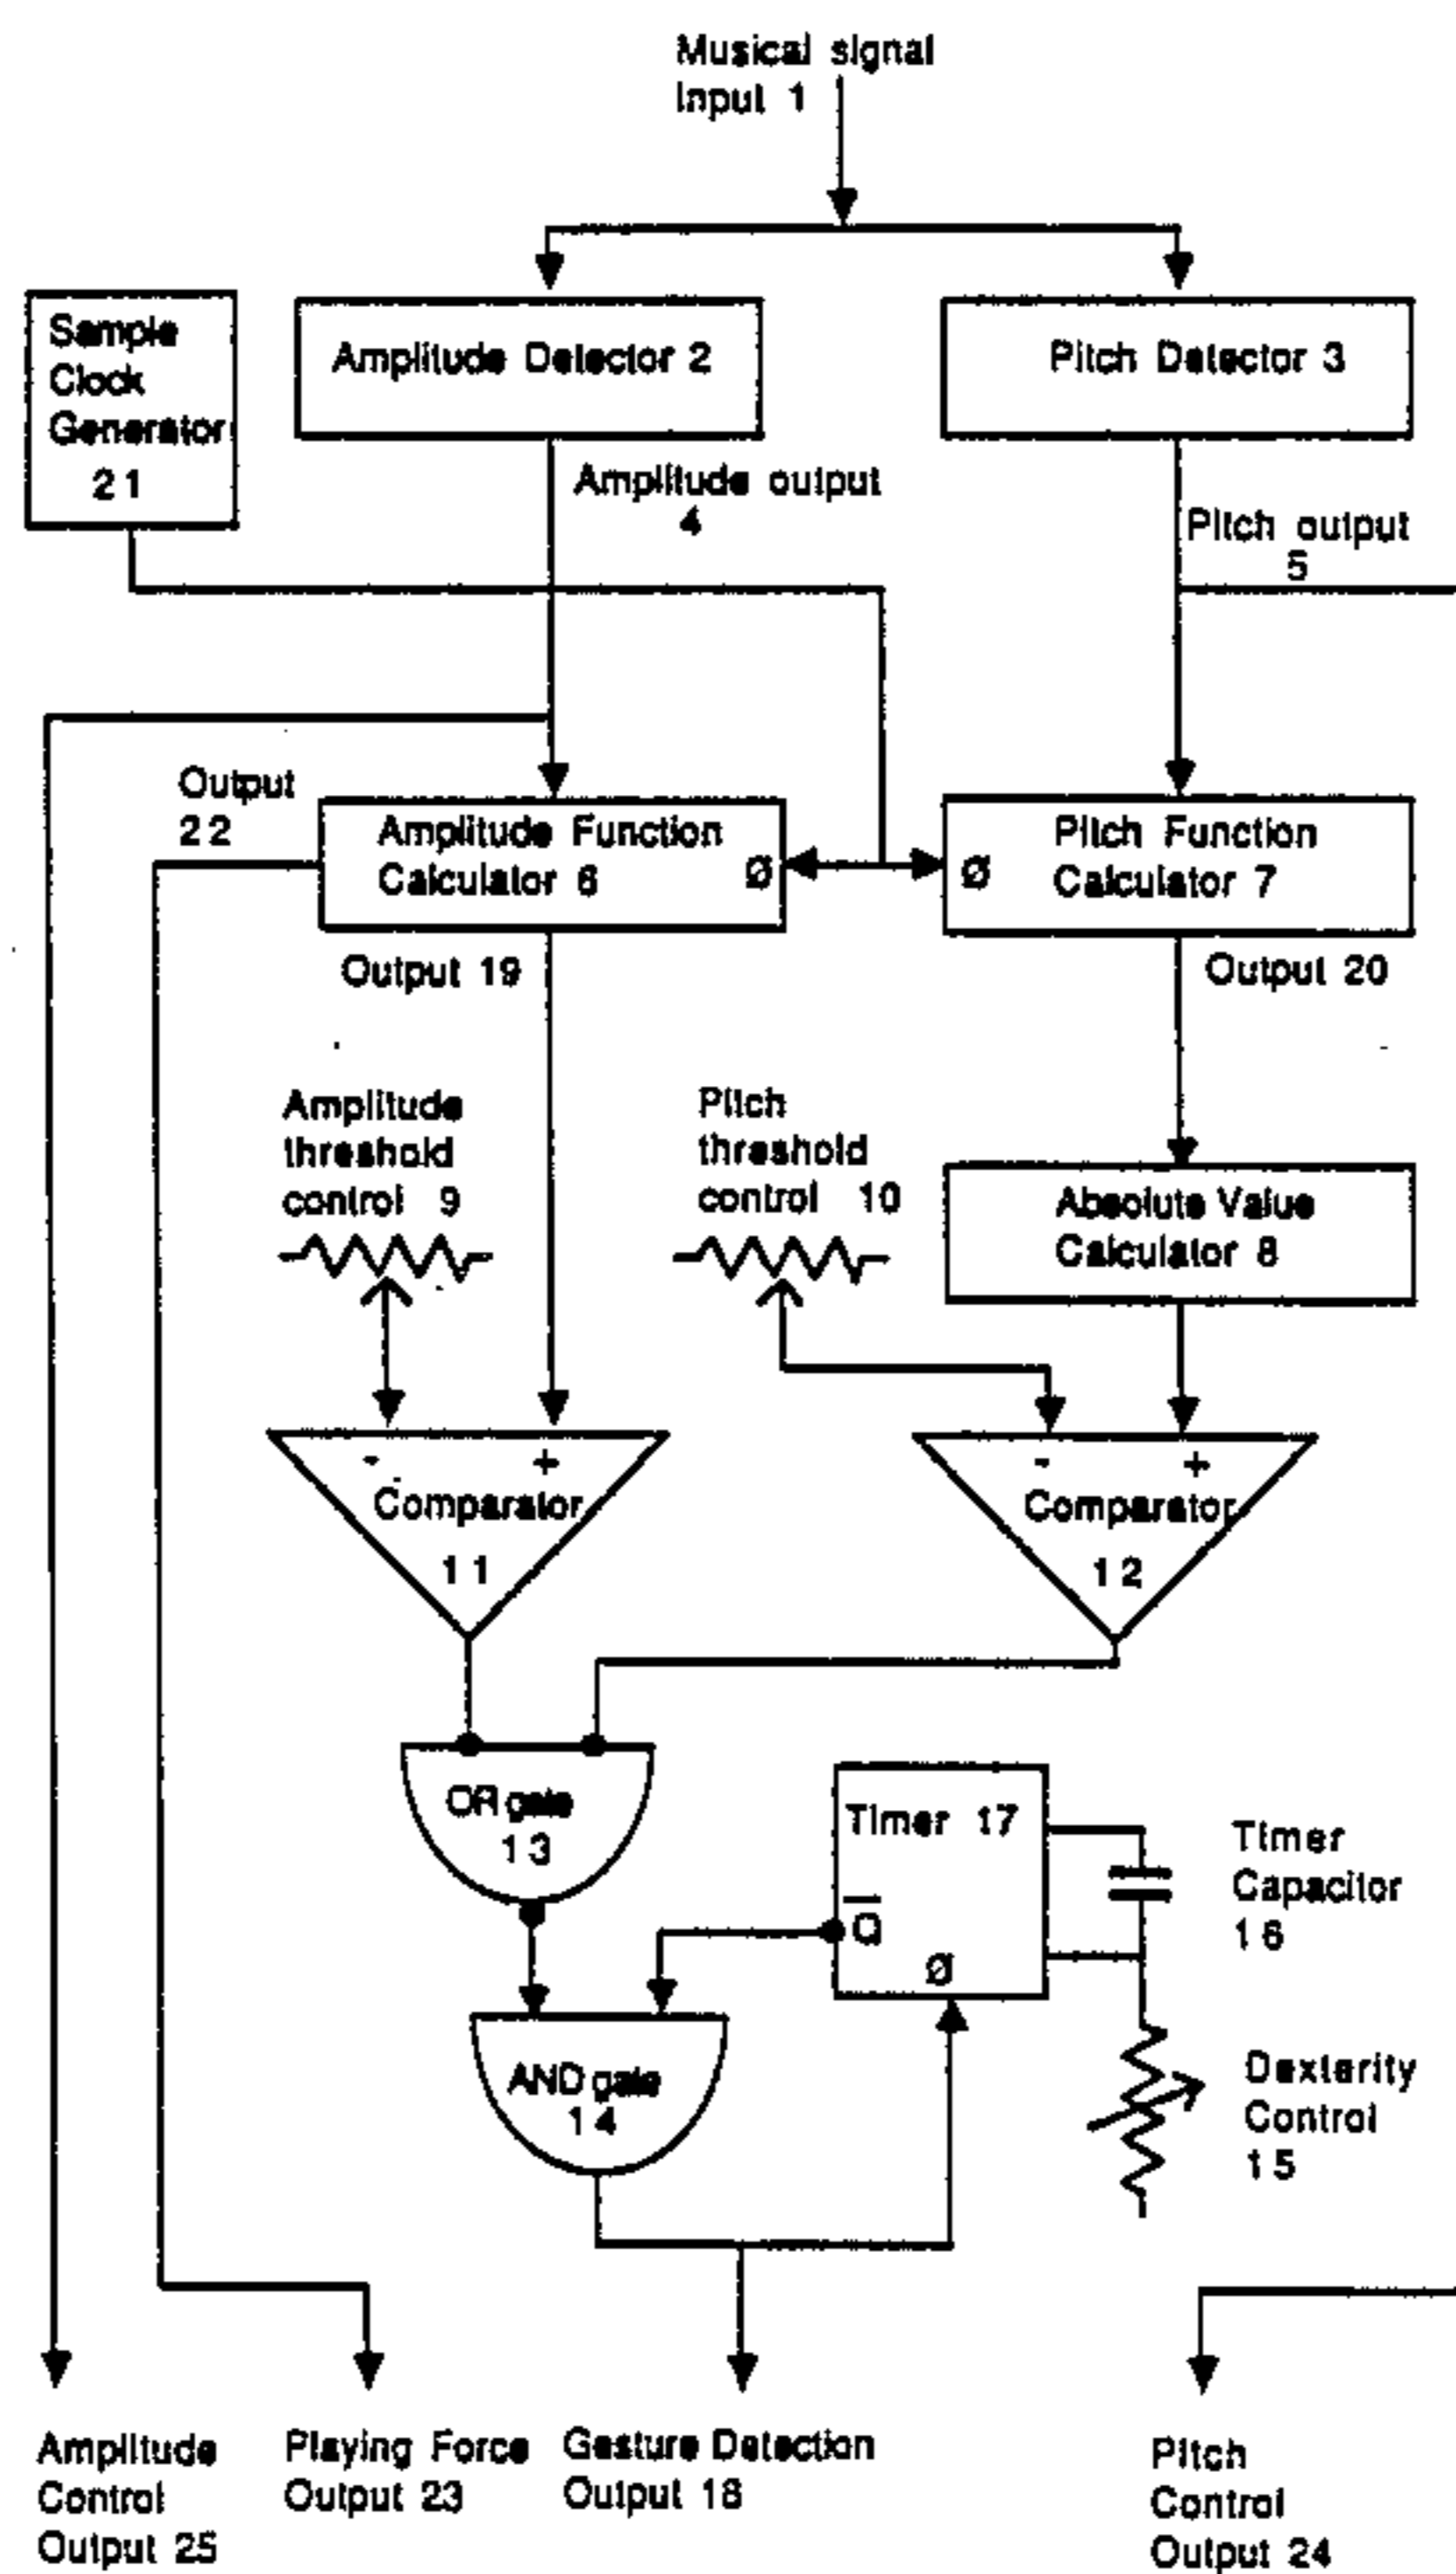 Musical signal
Input 1
Sample
Clock
Generator
21
Amplitude Detector 2
Pitch Detector 3
Amplitude output
4
Pitch output
5
Output
22
Amplitude Function
Calculator 6
Ø
Ø
Pitch Function
Calculator 7
Output 19
Output 20
Amplitude
threshold
control 9
Pitch
threshold
control 10
Absolute Value
Calculator 8
- +
Comparator
11
- +
Comparator
12
OR gate
13
Timer 17
Q̅
Ø
Timer
Capacitor
16
AND gate
14
Dexterity
Control
15
Amplitude
Control
Output 25
Playing Force
Output 23
Gesture Detection
Output 18
Pitch
Control
Output 24